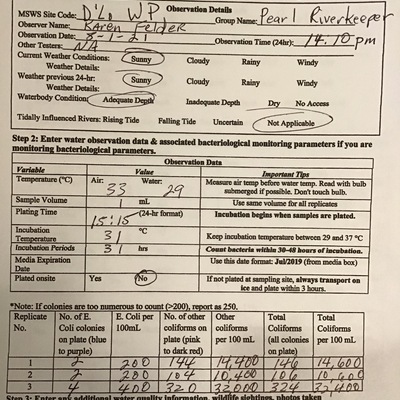 Observation Details
MSWS Site Code: D'Lo WP Group Name: Pearl Riverkeeper
Observer Name: Karen Felder
Observation Date: 8-1-21 Observation Time (24hr): 14:10 pm
Other Testers: N/A
Current Weather Conditions: Sunny Cloudy Rainy Windy
Weather Details:
Weather previous 24-hr: Sunny Cloudy Rainy Windy
Weather Details:
Waterbody Condition: Adequate Depth Inadequate Depth Dry No Access
Tidally Influenced Rivers: Rising Tide Falling Tide Uncertain Not Applicable
Step 2: Enter water observation data & associated bacteriological monitoring parameters if you are
monitoring bacteriological parameters.
Observation Data
Variable Value Important Tips
Temperature (°C) Air: 33 Water: 29 Measure air temp before water temp. Read with bulb
submerged if possible. Don't touch bulb.
Sample Volume 1 mL Use same volume for all replicates
Plating Time 15:15 (24-hr format) Incubation begins when samples are plated.
Incubation
Temperature 31 °C Keep incubation temperature between 29 and 37 °C
Incubation Periods 31 hrs Count bacteria within 30-48 hours of incubation.
Media Expiration
Date Use this date format: Jul/2019 (from media box)
Plated onsite Yes No If not plated at sampling site, always transport on
ice and plate within 3 hours.
*Note: If colonies are too numerous to count (>200), report as 250.
Replicate No. of E. E. Coli per No. of other Other Total Total
No. Coli colonies 100mL coliforms on coliforms Coliforms Coliforms
on plate (blue plate (pink per 100 mL (all colonies per 100 mL
to purple) to dark red) on plate)
1 2 200 144 14,400 146 14,600
2 2 200 104 10,400 106 10,600
3 4 400 320 32,000 324 32,400
Step 3: Enter any additional water quality information, wildlife sightings, photos taken